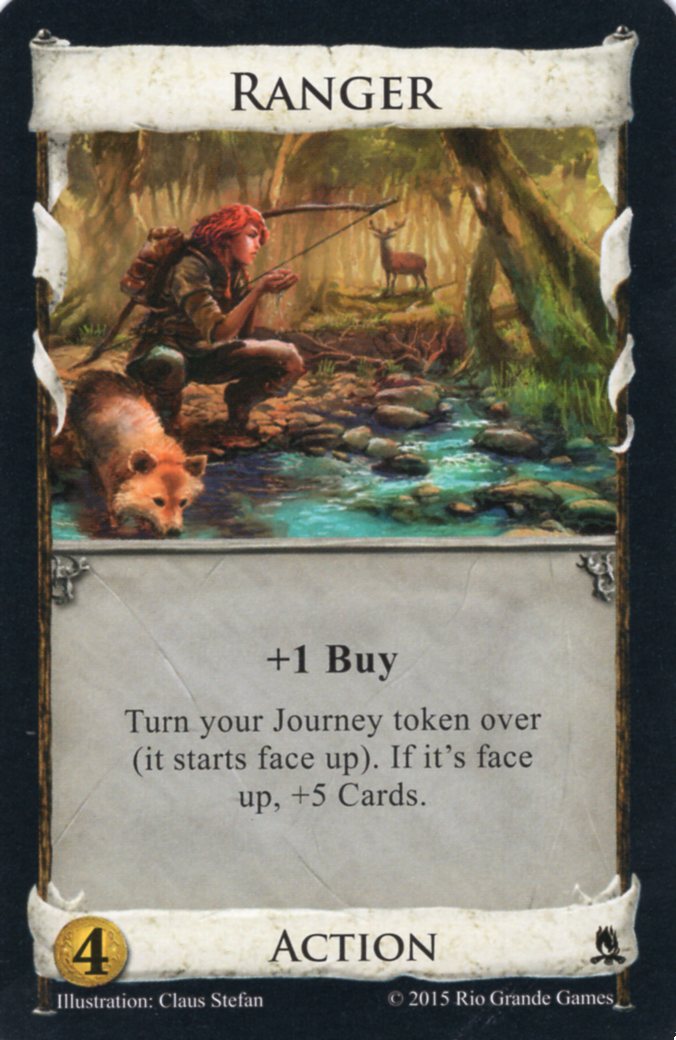 RANGER
+1 Buy
Turn your Journey token over
(it starts face up). If it's face
up, +5 Cards.
4
ACTION
Illustration: Claus Stefan
© 2015 Rio Grande Games